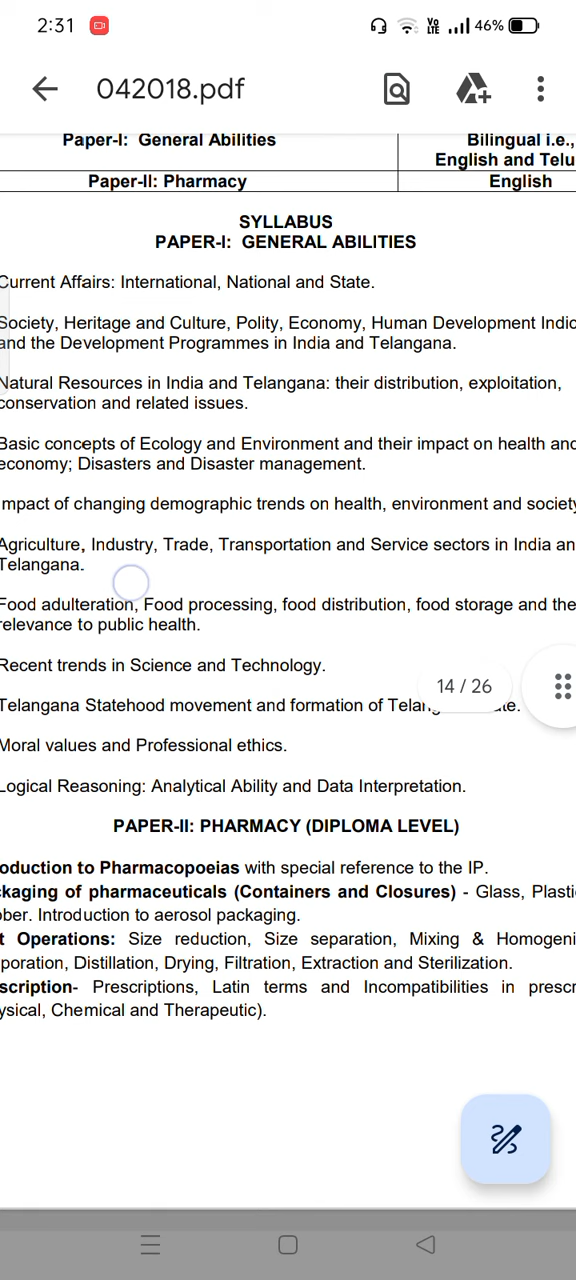 2:31
Vo LTE
46%
042018.pdf
Paper-I: General Abilities
Bilingual i.e.,
English and Telu
Paper-II: Pharmacy
English
SYLLABUS
PAPER-I: GENERAL ABILITIES
Current Affairs: International, National and State.
Society, Heritage and Culture, Polity, Economy, Human Development Indic
and the Development Programmes in India and Telangana.
Natural Resources in India and Telangana: their distribution, exploitation,
conservation and related issues.
Basic concepts of Ecology and Environment and their impact on health and
economy; Disasters and Disaster management.
mpact of changing demographic trends on health, environment and society
Agriculture, Industry, Trade, Transportation and Service sectors in India an
Telangana.
Food adulteration, Food processing, food distribution, food storage and the
relevance to public health.
Recent trends in Science and Technology.
14 / 26
Telangana Statehood movement and formation of
Moral values and Professional ethics.
Logical Reasoning: Analytical Ability and Data Interpretation.
PAPER-II: PHARMACY (DIPLOMA LEVEL)
oduction to Pharmacopoeias with special reference to the IP.
kaging of pharmaceuticals (Containers and Closures) - Glass, Plasti
ber. Introduction to aerosol packaging.
t Operations: Size reduction, Size separation, Mixing & Homogeni
poration, Distillation, Drying, Filtration, Extraction and Sterilization.
scription- Prescriptions, Latin terms and Incompatibilities in prescr
ysical, Chemical and Therapeutic).